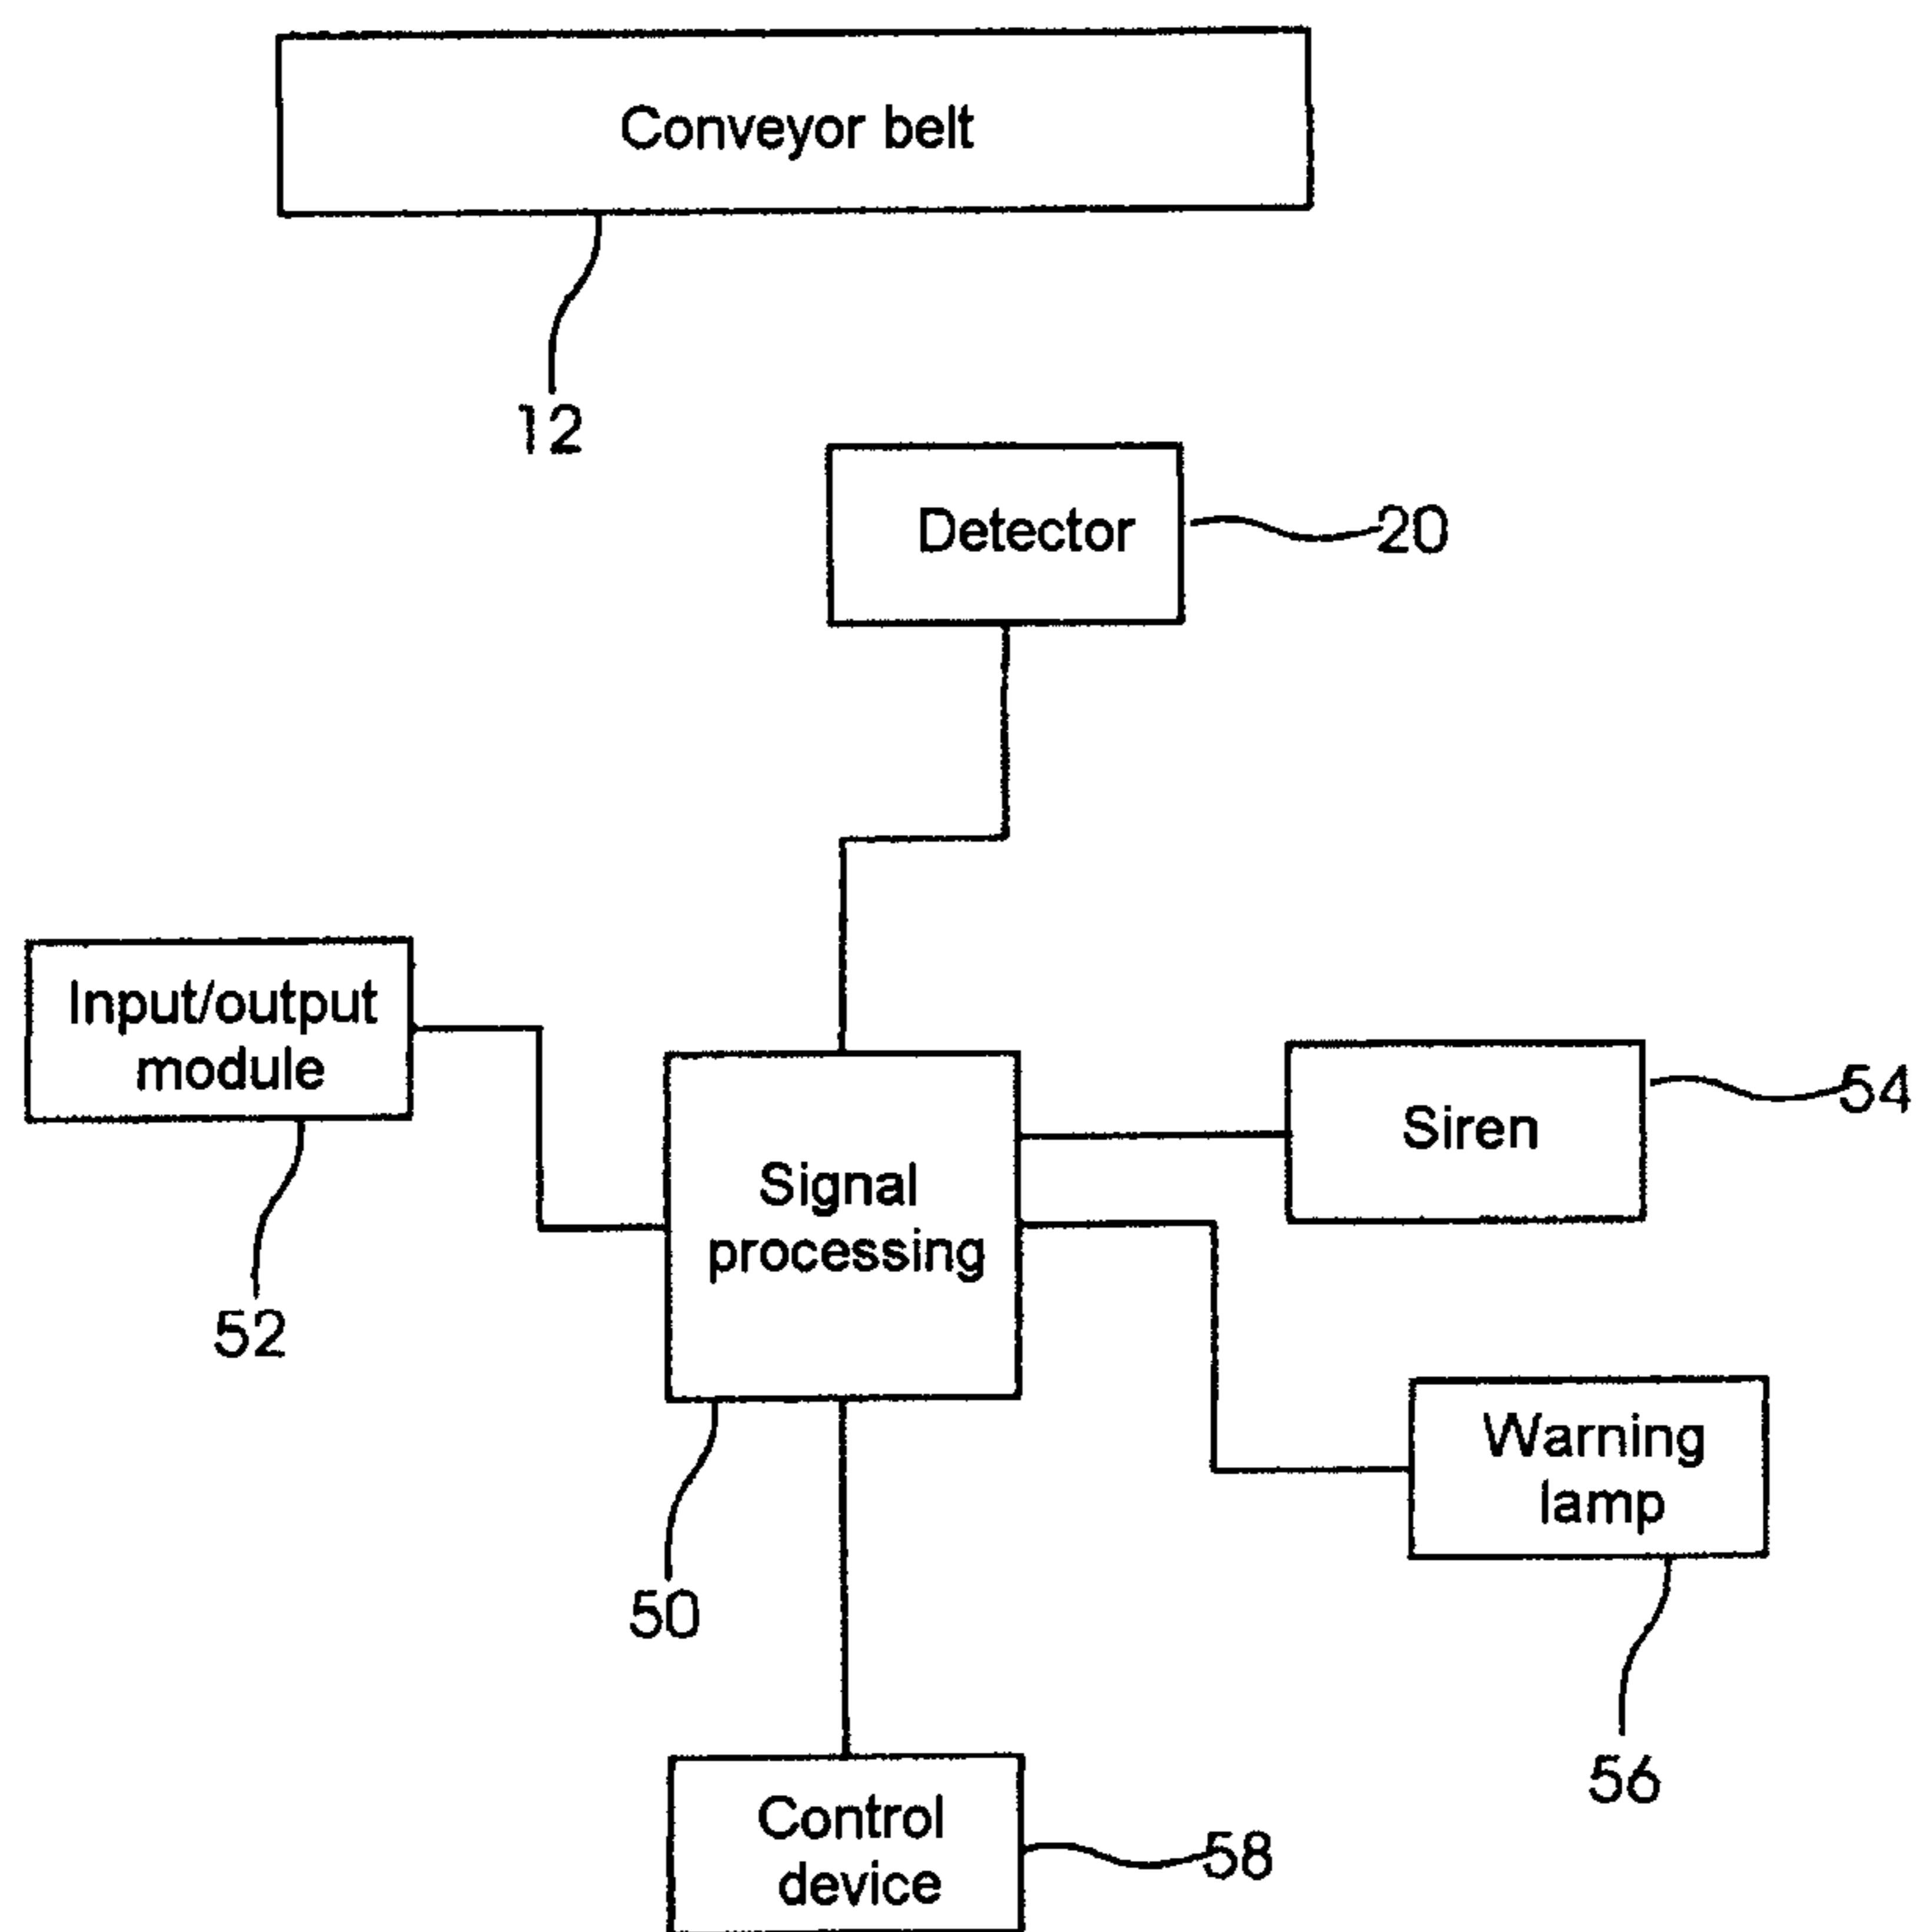 Conveyor belt
12
Detector
20
Input/output
module
52
Signal
processing
50
Siren
54
Warning
lamp
56
Control
device
58